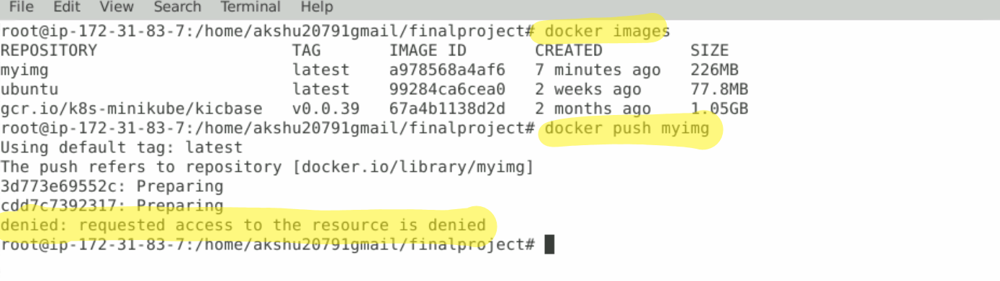 File Edit View Search Terminal Help
root@ip-172-31-83-7:/home/akshu20791gmail/finalproject# docker images
REPOSITORY TAG IMAGE ID CREATED SIZE
myimg latest a978568a4af6 7 minutes ago 226MB
ubuntu latest 99284ca6cea0 2 weeks ago 77.8MB
gcr.io/k8s-minikube/kicbase v0.0.39 67a4b1138d2d 2 months ago 1.05GB
root@ip-172-31-83-7:/home/akshu20791gmail/finalproject# docker push myimg
Using default tag: latest
The push refers to repository [docker.io/library/myimg]
3d773e69552c: Preparing
cdd7c7392317: Preparing
denied: requested access to the resource is denied
root@ip-172-31-83-7:/home/akshu20791gmail/finalproject#